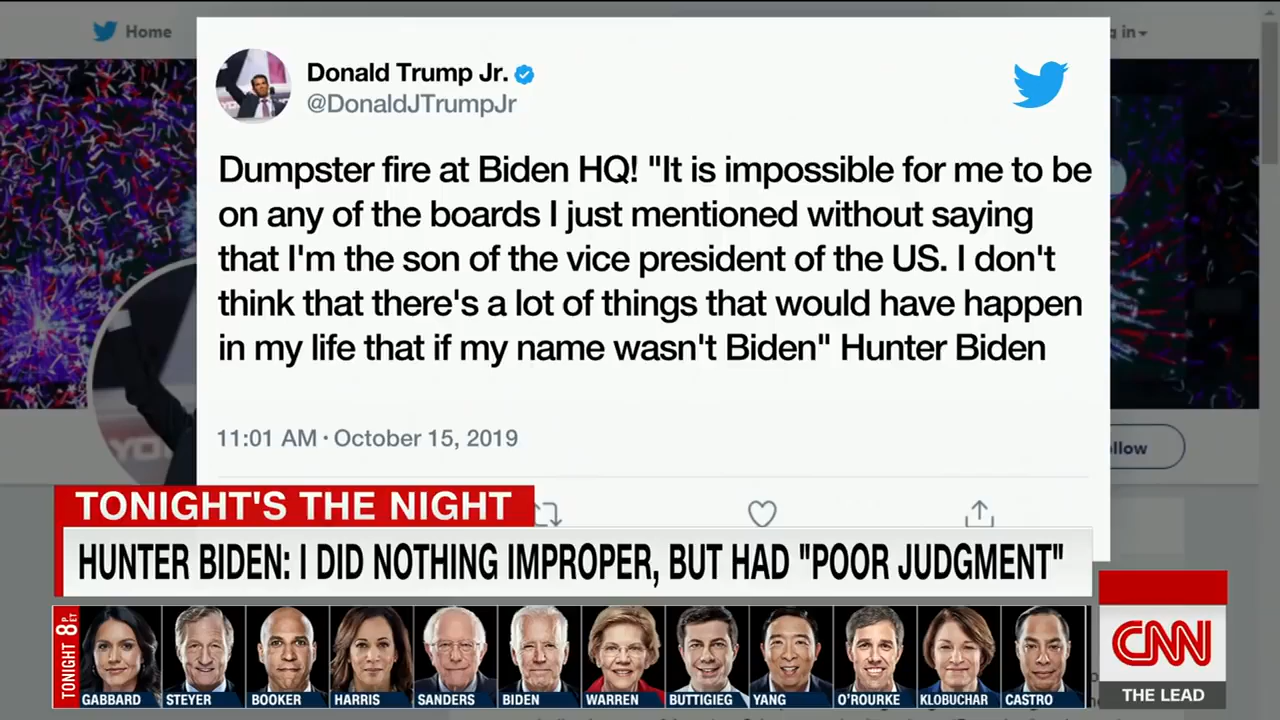 Home
Donald Trump Jr.
@DonaldJTrumpJr
Dumpster fire at Biden HQ! "It is impossible for me to be
on any of the boards I just mentioned without saying
that I'm the son of the vice president of the US. I don't
think that there's a lot of things that would have happen
in my life that if my name wasn't Biden" Hunter Biden
11:01 AM · October 15, 2019
TONIGHT'S THE NIGHT
HUNTER BIDEN: I DID NOTHING IMPROPER, BUT HAD "POOR JUDGMENT"
TONIGHT 8P ET
GABBARD STEYER BOOKER HARRIS SANDERS BIDEN WARREN BUTTIGIEG YANG O'ROURKE KLOBUCHAR CASTRO
CNN
THE LEAD